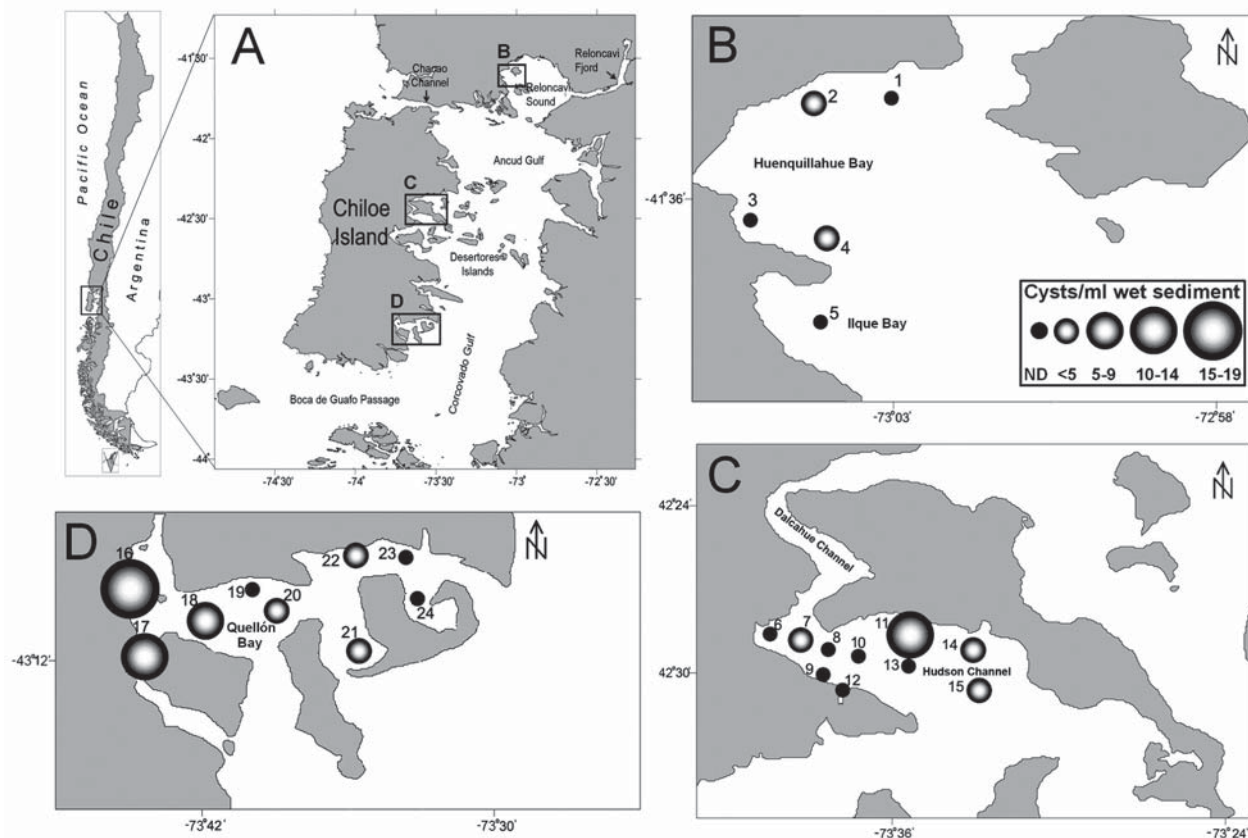 Pacific Ocean
Chile
Argentina
A
-41°30'
-42°
-42°30'
-43°
-43°30'
-44°
-74°30'
-74°
-73°30'
-73°
-72°30'
B
Chacao
Channel
Reloncavi
Fjord
Reloncavi
Sound
Ancud Gulf
C
Chiloe
Island
Desertores
Islands
D
Corcovado Gulf
Boca de Guafo Passage
B
N
1
2
Huenquillahue Bay
-41°36'
3
4
5
Ilque Bay
Cysts/ml wet sediment
ND <5 5-9 10-14 15-19
-73°03
-72°58
C
N
42°24
Dalcahue Channel
6
7
8
9
10
11
12
13
14
15
Hudson Channel
42°30
-73°36
-73°24
D
N
16
17
18
19
20
21
22
23
24
Quellón
Bay
-43°12
-73°42
-73°30